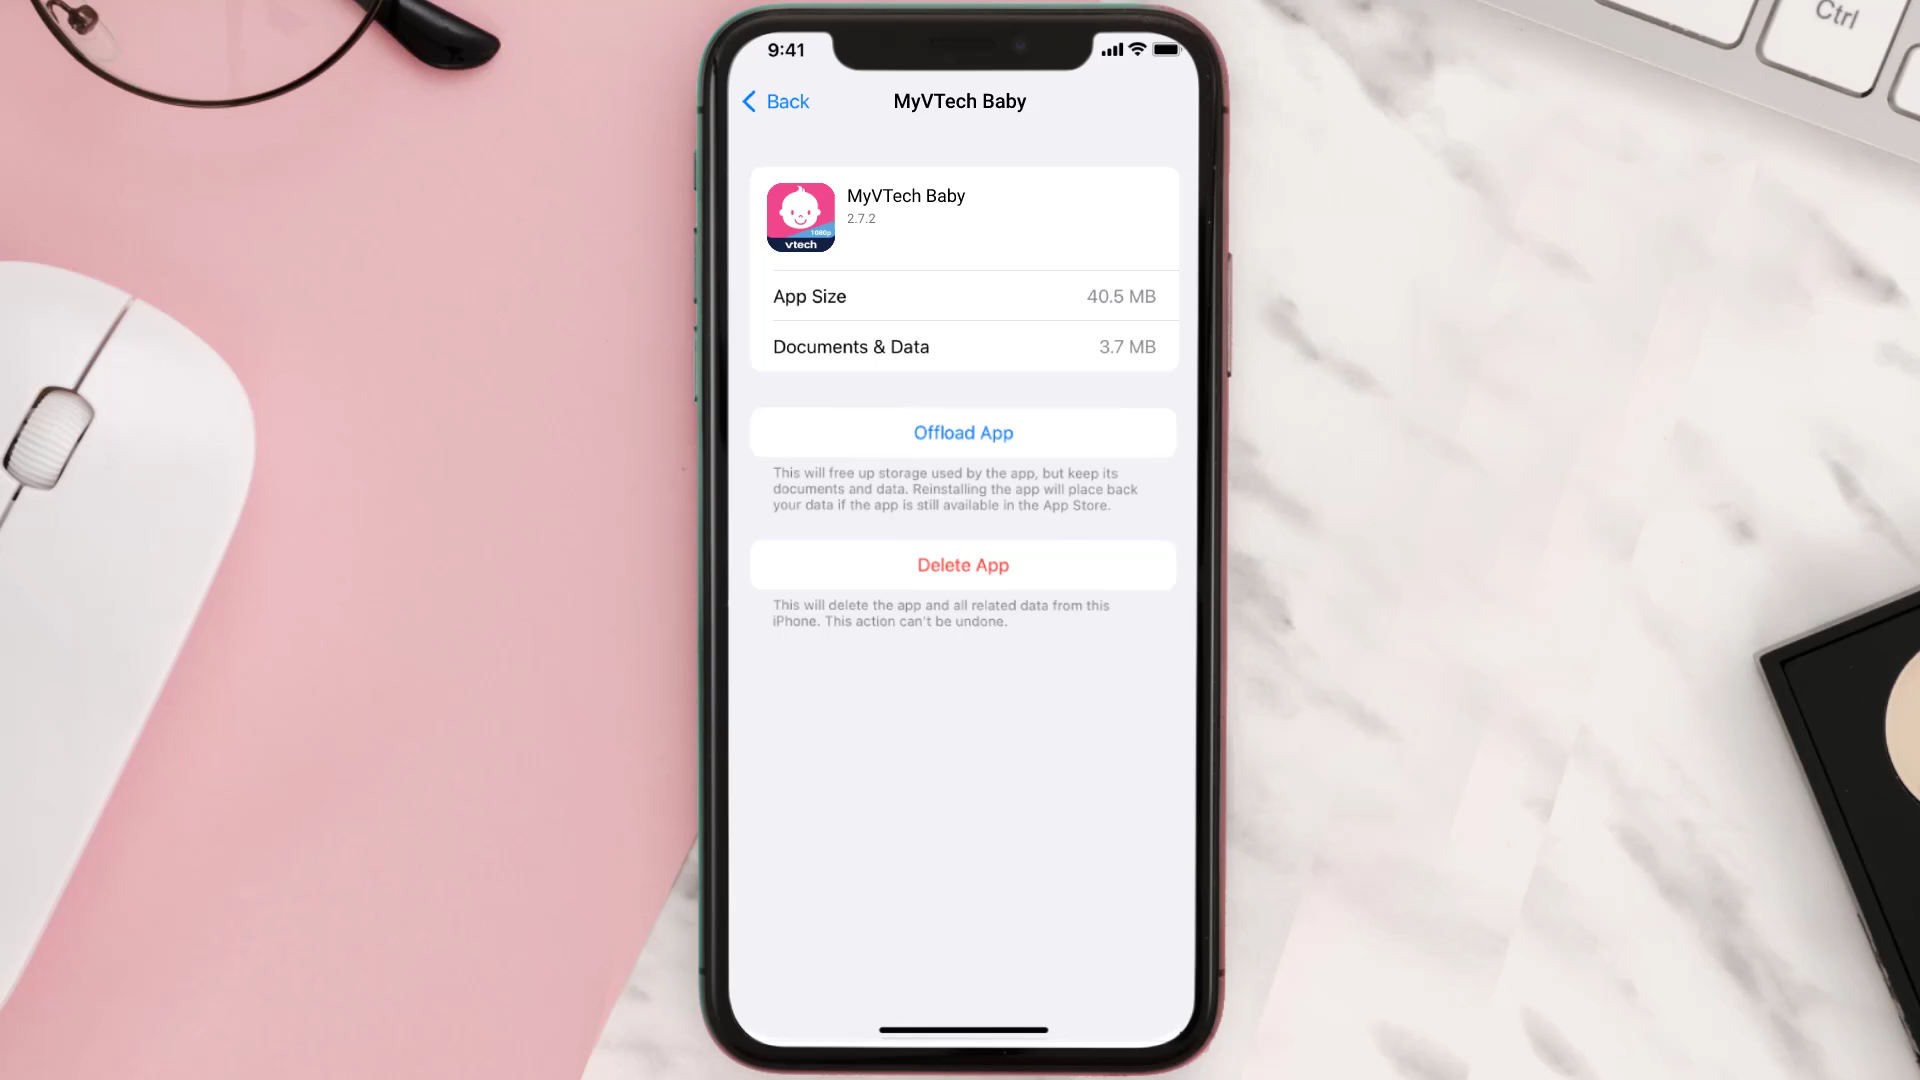 Ctrl
9:41
Back
MyVTech Baby
1080p
vtech
MyVTech Baby
2.7.2
App Size
40.5 MB
Documents & Data
3.7 MB
Offload App
This will free up storage used by the app, but keep its
documents and data. Reinstalling the app will place back
your data if the app is still available in the App Store.
Delete App
This will delete the app and all related data from this
iPhone. This action can't be undone.